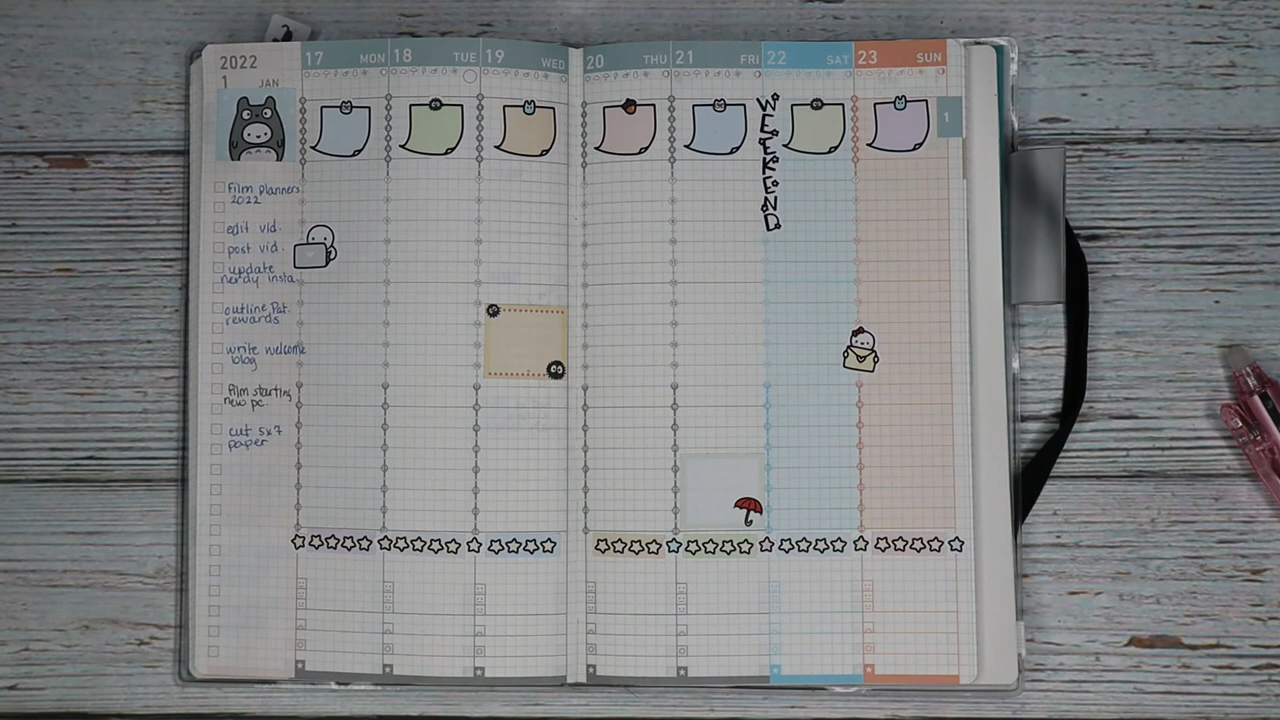 2022
1 JAN
17 MON
18 TUE
19 WED
20 THU
21 FRI
22 SAT
23 SUN
1
WEEKEND
Film planners
2022
edit vid.
post vid.
update
nerdy insta.
outline Pat.
rewards
write welcome
blog
film starting
new pc.
cut 5x7
paper